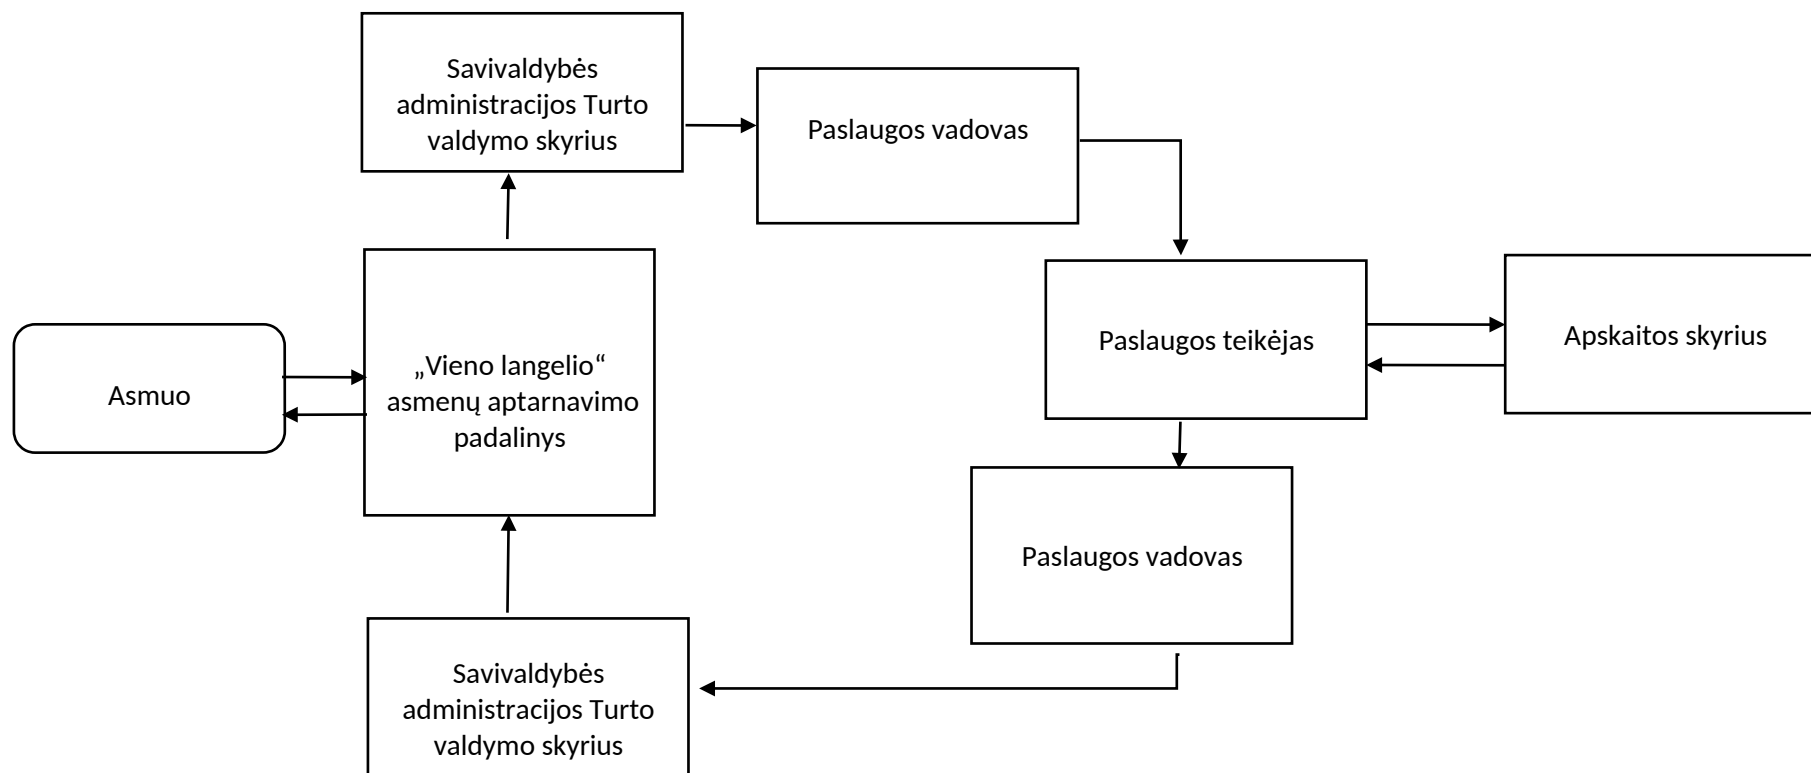 Savivaldybės
administracijos Turto
valdymo skyrius
Paslaugos vadovas
Paslaugos teikėjas
Apskaitos skyrius
„Vieno langelio“
asmenų aptarnavimo
padalinys
Asmuo
Paslaugos vadovas
Savivaldybės
administracijos Turto
valdymo skyrius